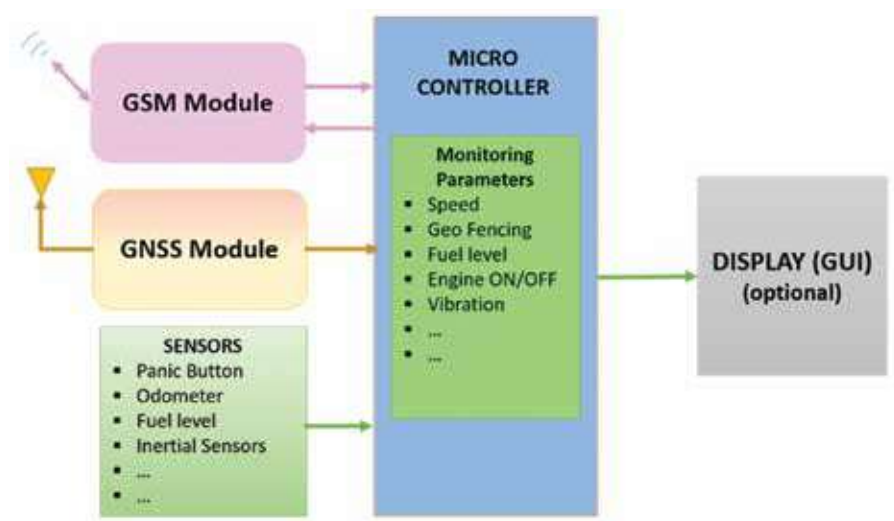 GSM Module
GNSS Module
SENSORS
▪ Panic Button
▪ Odometer
▪ Fuel level
▪ Inertial Sensors
▪ ...
▪ ...
MICRO
CONTROLLER
Monitoring
Parameters
▪ Speed
▪ Geo Fencing
▪ Fuel level
▪ Engine ON/OFF
▪ Vibration
▪ ...
▪ ...
DISPLAY (GUI)
(optional)